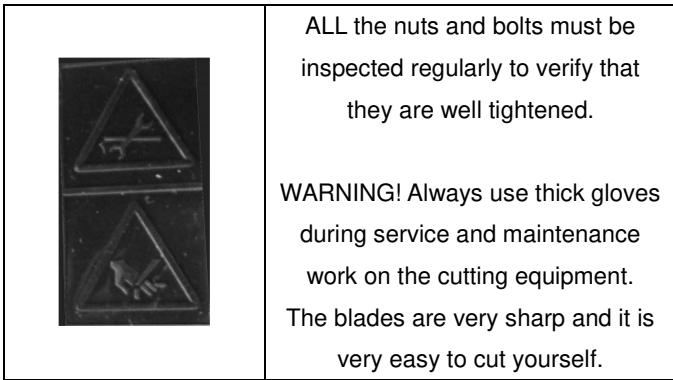 ALL the nuts and bolts must be
inspected regularly to verify that
they are well tightened.
WARNING! Always use thick gloves
during service and maintenance
work on the cutting equipment.
The blades are very sharp and it is
very easy to cut yourself.